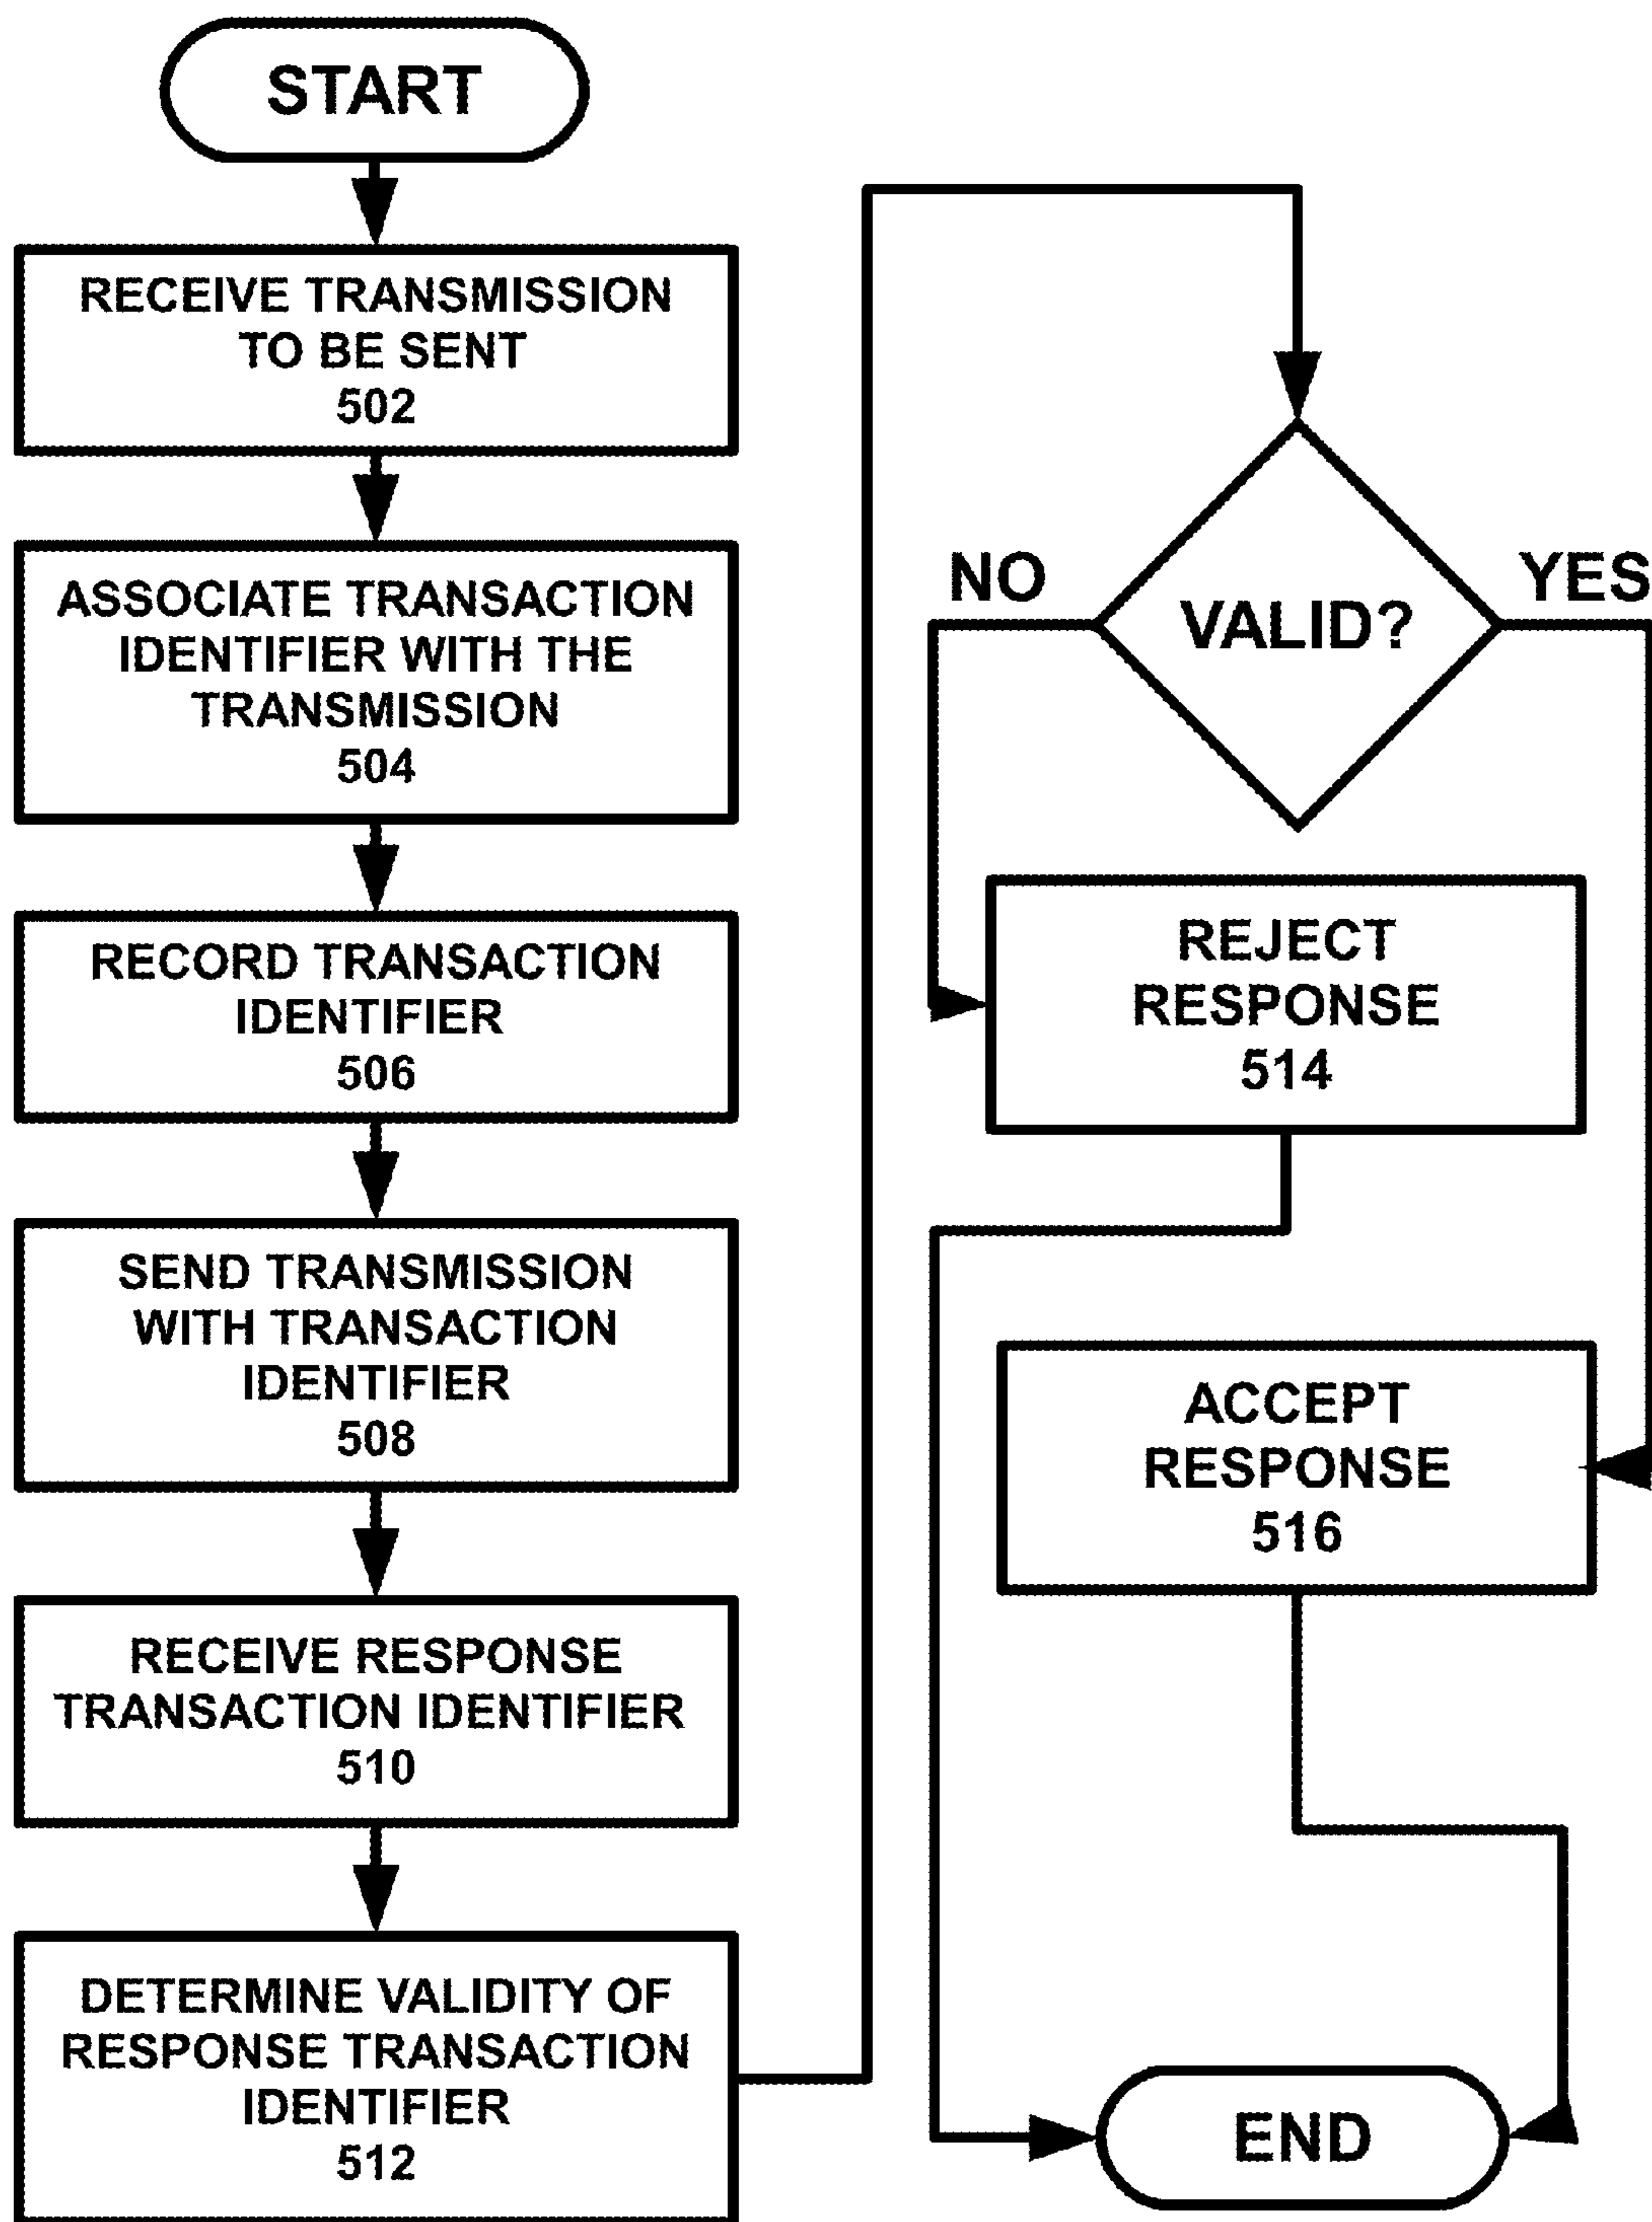 START
RECEIVE TRANSMISSION
TO BE SENT
502
ASSOCIATE TRANSACTION
IDENTIFIER WITH THE
TRANSMISSION
504
RECORD TRANSACTION
IDENTIFIER
506
SEND TRANSMISSION
WITH TRANSACTION
IDENTIFIER
508
RECEIVE RESPONSE
TRANSACTION IDENTIFIER
510
DETERMINE VALIDITY OF
RESPONSE TRANSACTION
IDENTIFIER
512
NO
VALID?
YES
REJECT
RESPONSE
514
ACCEPT
RESPONSE
516
END